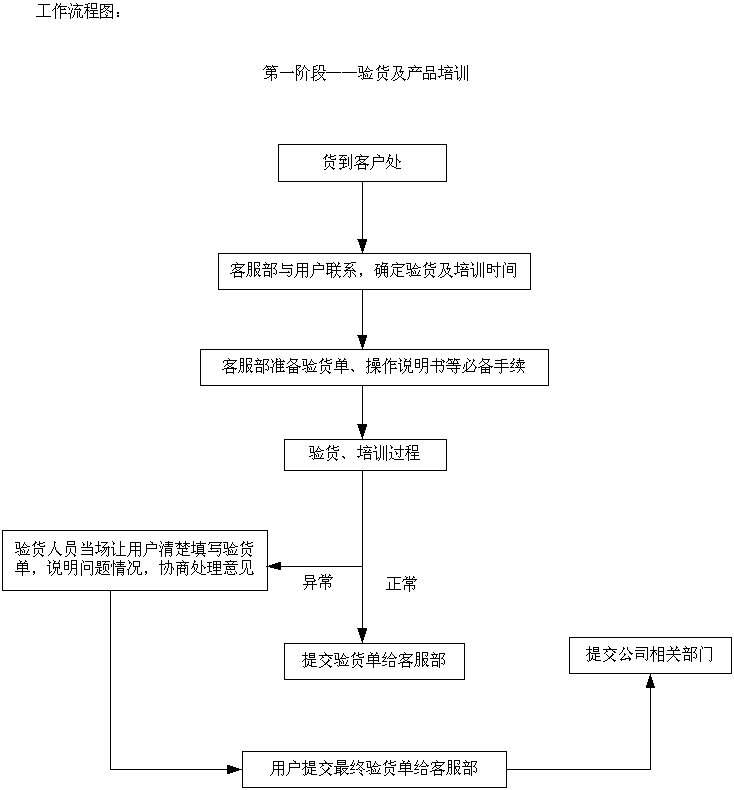 工作流程图：
第一阶段——验货及产品培训
货到客户处
客服部与用户联系，确定验货及培训时间
客服部准备验货单、操作说明书等必备手续
验货、培训过程
验货人员当场让用户清楚填写验货
单，说明问题情况，协商处理意见
异常
正常
提交验货单给客服部
提交公司相关部门
用户提交最终验货单给客服部